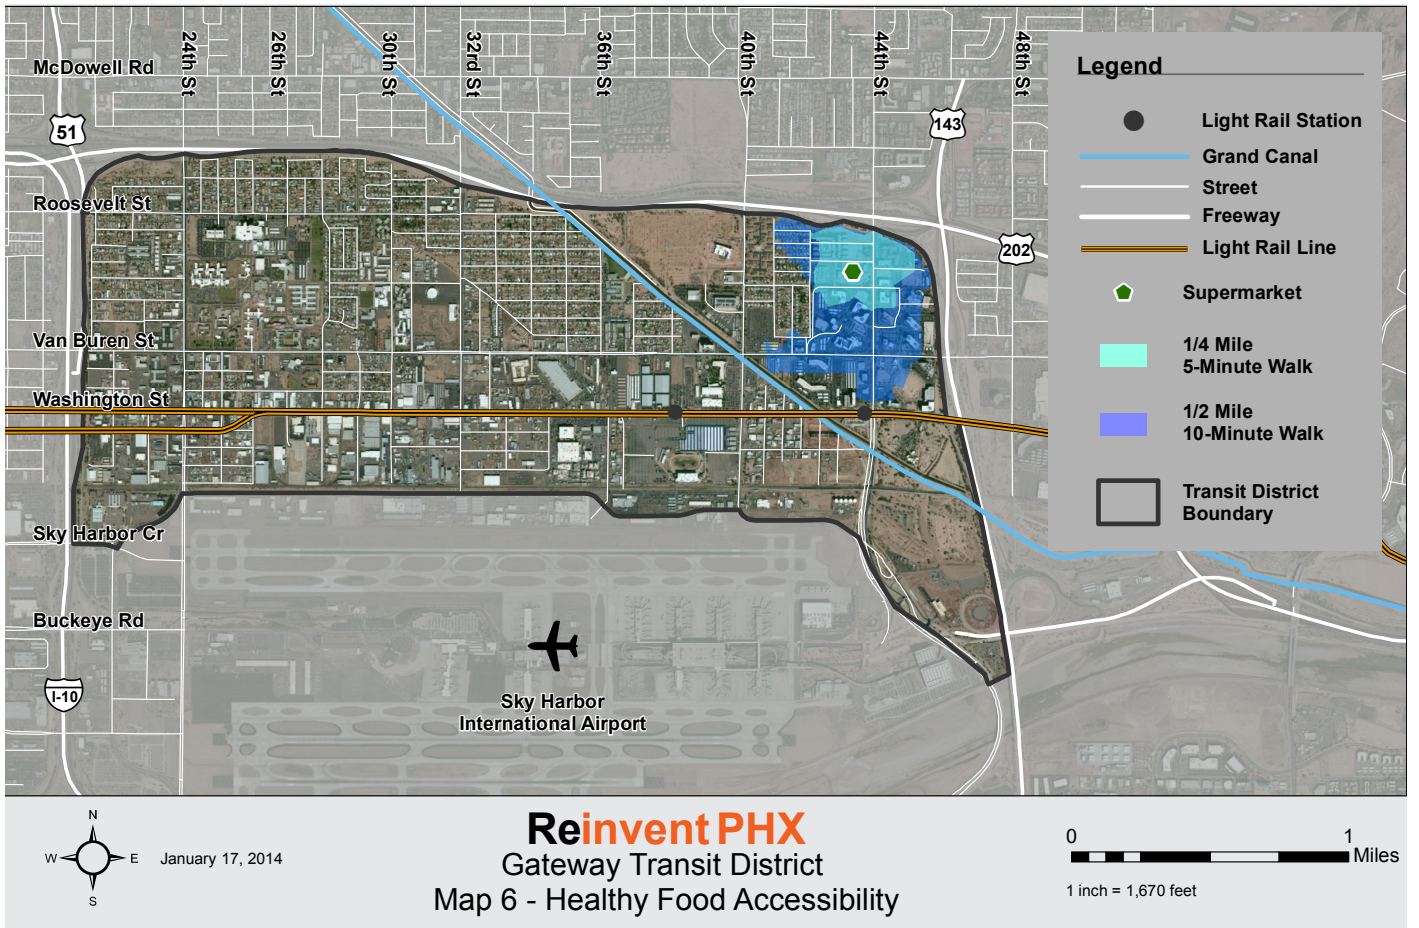 24th St
26th St
30th St
32rd St
36th St
40th St
44th St
48th St
McDowell Rd
51
143
Roosevelt St
202
Van Buren St
Washington St
Sky Harbor Cr
Buckeye Rd
I-10
Sky Harbor
International Airport
Legend
Light Rail Station
Grand Canal
Street
Freeway
Light Rail Line
Supermarket
1/4 Mile
5-Minute Walk
1/2 Mile
10-Minute Walk
Transit District
Boundary
N
W E
S
January 17, 2014
Reinvent PHX
Gateway Transit District
Map 6 - Healthy Food Accessibility
0 1
Miles
1 inch = 1,670 feet